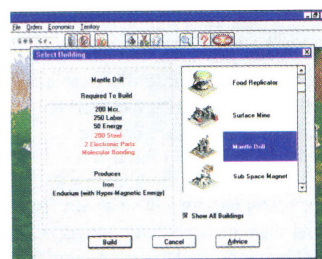 File Orders Economics Territory
Select Building
Mantle Drill
Required To Build
200 Mcr.
250 Labor
50 Energy
200 Steel
2 Electronic Parts
Molecular Bonding
Produces
Iron
Endurium (with Hyper-Magnetic Energy)
Food Replicator
Surface Mine
Mantle Drill
Sub Space Magnet
Show All Buildings
Build Cancel Advice